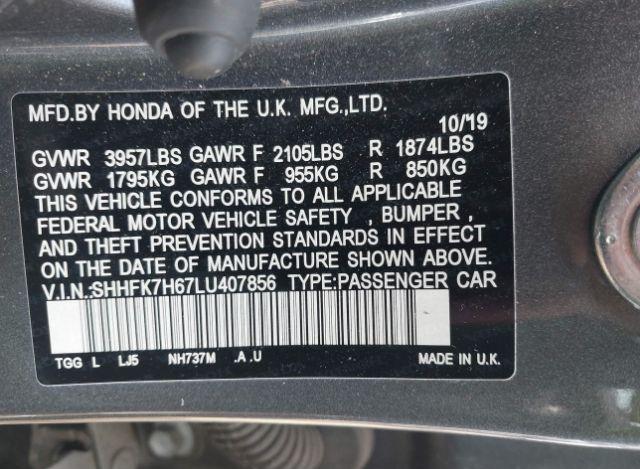 MFD.BY HONDA OF THE U.K. MFG.,LTD.
10/19
GVWR 3957LBS GAWR F 2105LBS R 1874LBS
GVWR 1795KG GAWR F 955KG R 850KG
THIS VEHICLE CONFORMS TO ALL APPLICABLE
FEDERAL MOTOR VEHICLE SAFETY , BUMPER ,
AND THEFT PREVENTION STANDARDS IN EFFECT
ON THE DATE OF MANUFACTURE SHOWN ABOVE.
V.I.N.:SHHFK7H67LU407856 TYPE:PASSENGER CAR
TGG L LJ5 NH737M .A.U MADE IN U.K.